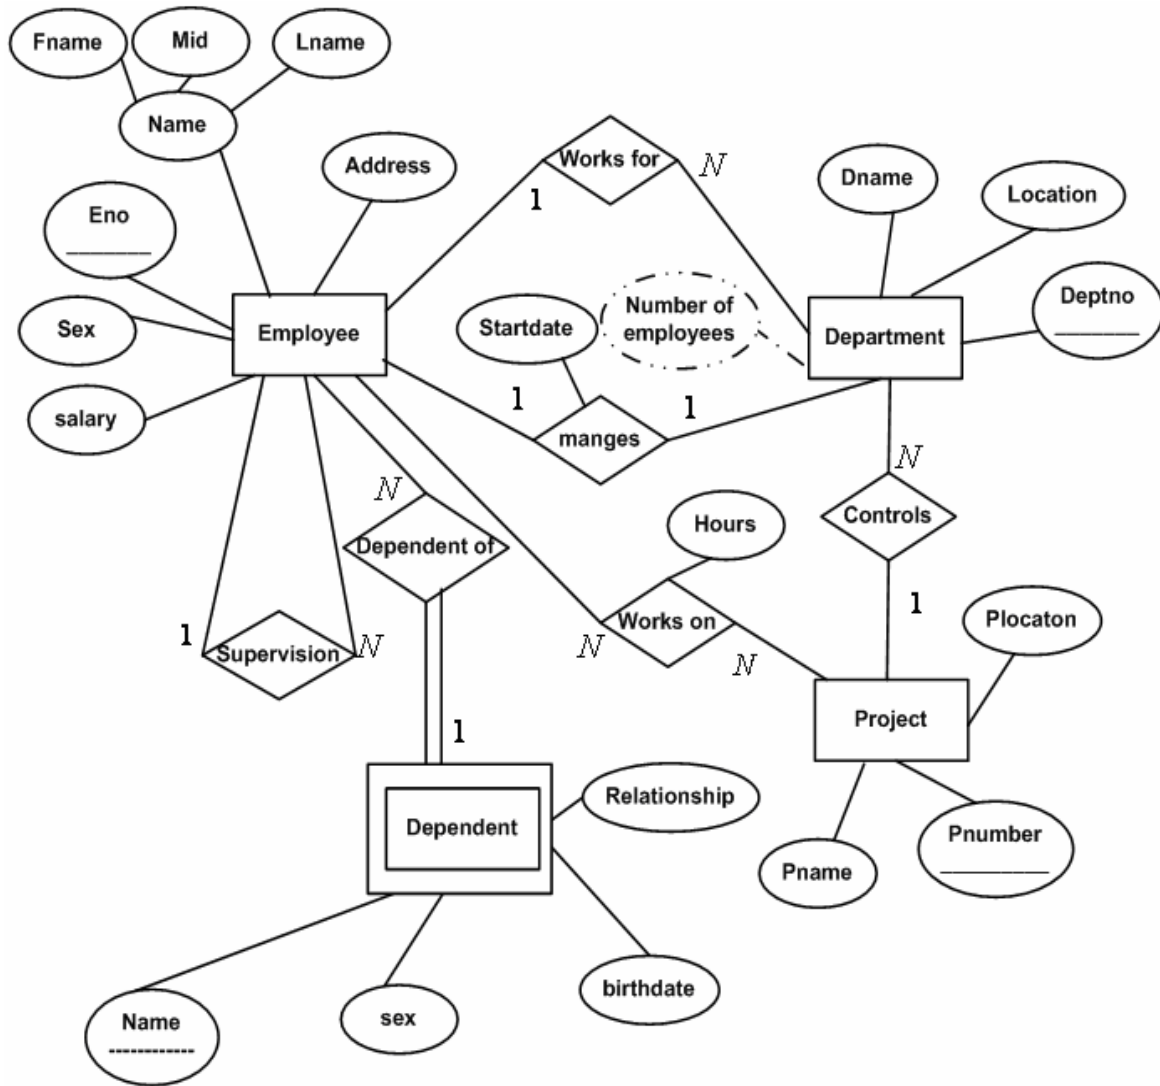 Fname
Mid
Lname
Name
Address
Eno
Sex
salary
Employee
Works for
1
N
Dname
Location
Deptno
Department
Number of
employees
Startdate
1
manges
1
N
Controls
1
N
Dependent of
1
Hours
Works on
N
N
1
Supervision
N
Plocaton
Project
Pname
Pnumber
Dependent
Relationship
Name
sex
birthdate